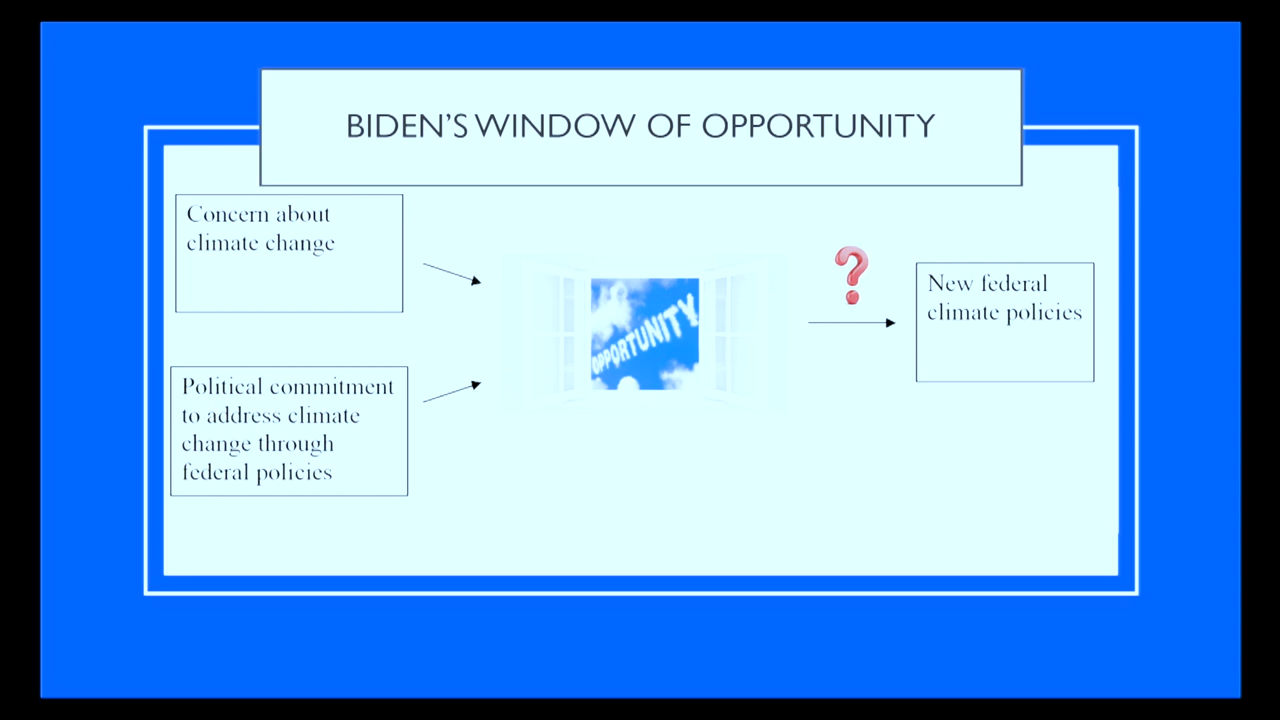 BIDEN'S WINDOW OF OPPORTUNITY
Concern about
climate change
Political commitment
to address climate
change through
federal policies
OPPORTUNITY
?
New federal
climate policies